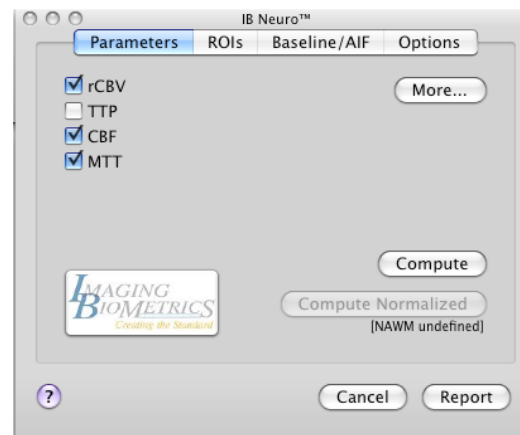 IB Neuro™
Parameters ROIs Baseline/AIF Options
rCBV
More...
TTP
CBF
MTT
Compute
IMAGING
BIOMETRICS
Creating the Standard
Compute Normalized
[NAWM undefined]
?
Cancel Report